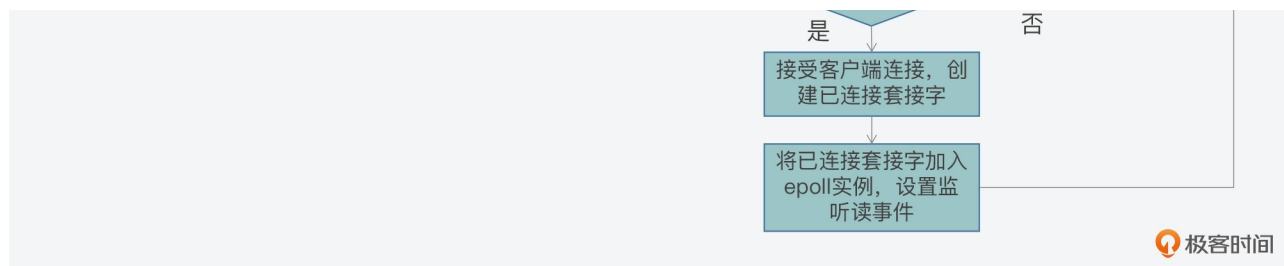 是
否
接受客户端连接，创
建已连接套接字
将已连接套接字加入
epoll实例，设置监
听读事件
极客时间